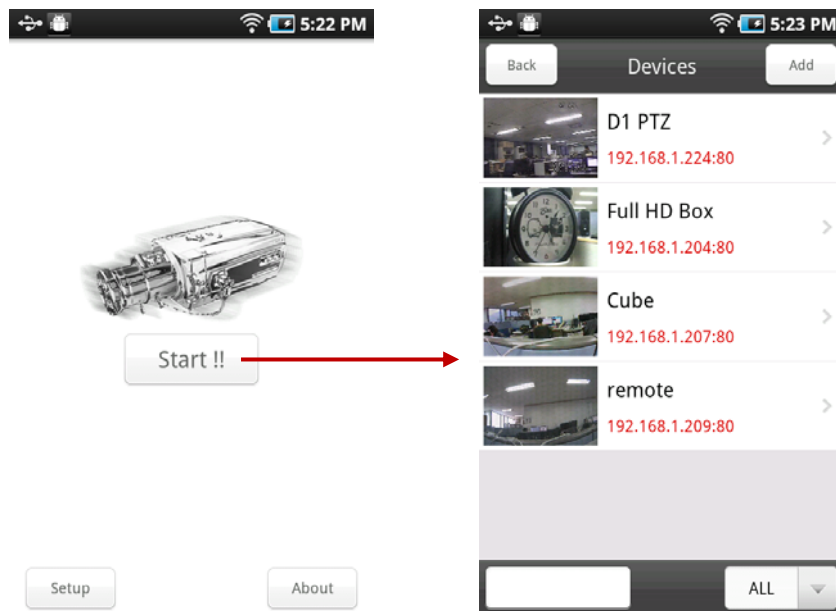 5:22 PM
Start !!
Setup
About
5:23 PM
Back
Devices
Add
D1 PTZ
192.168.1.224:80
Full HD Box
192.168.1.204:80
Cube
192.168.1.207:80
remote
192.168.1.209:80
ALL